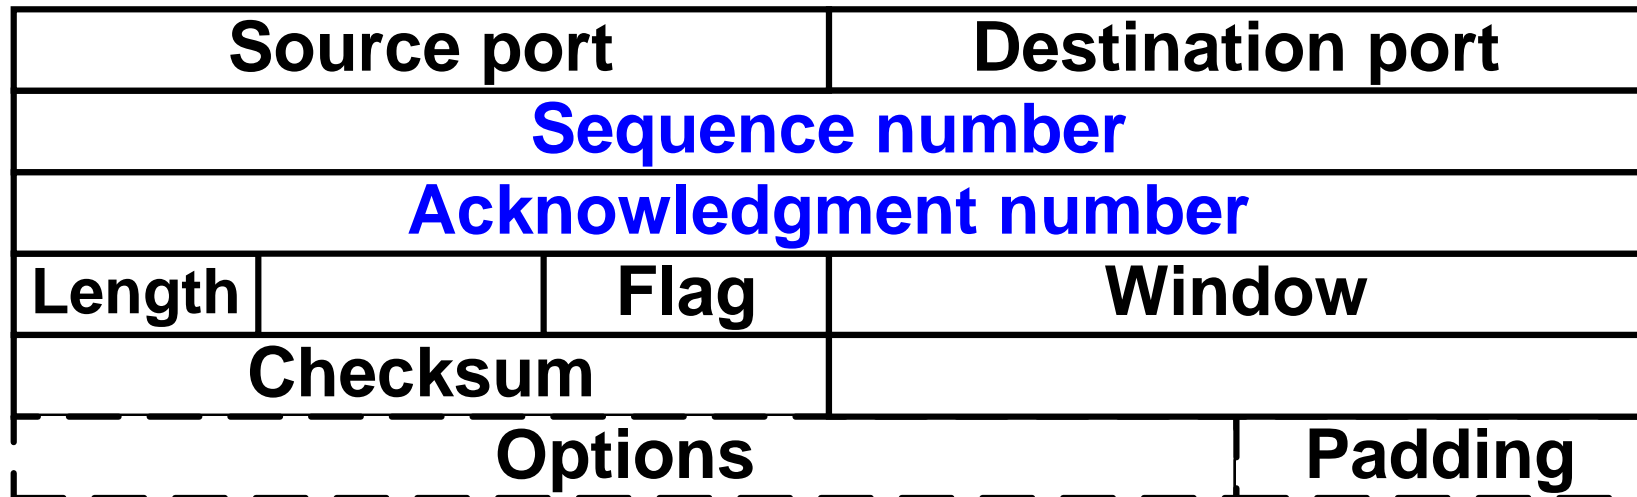 Source port Destination port
Sequence number
Acknowledgment number
Length Flag Window
Checksum
Options Padding